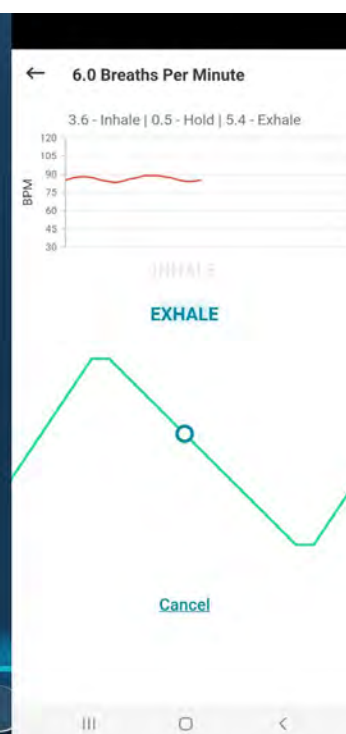 6.0 Breaths Per Minute
3.6 - Inhale | 0.5 - Hold | 5.4 - Exhale
120
105
90
75
60
45
30
BPM
INHALE
EXHALE
Cancel